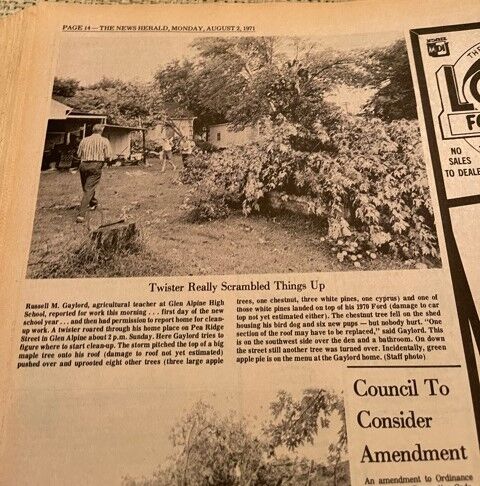 PAGE 14 — THE NEWS HERALD, MONDAY, AUGUST 2, 1971
Twister Really Scrambled Things Up
Russell M. Gaylord, agricultural teacher at Glen Alpine High
School, reported for work this morning . . . first day of the new
school year . . . and then had permission to report home for clean-
up work. A twister roared through his home place on Pea Ridge
Street in Glen Alpine about 2 p.m. Sunday. Here Gaylord tries to
figure where to start clean-up. The storm pitched the top of a big
maple tree onto his roof (damage to roof not yet estimated)
pushed over and uprooted eight other trees (three large apple
trees, one chestnut, three white pines, one cyprus) and one of
those white pines landed on top of his 1970 Ford (damage to car
top not yet estimated either). The chestnut tree fell on the shed
housing his bird dog and six new pups — but nobody hurt. "One
section of the roof may have to be replaced," said Gaylord. This
is on the southwest side over the den and a bathroom. On down
the street still another tree was turned over. Incidentally, green
apple pie is on the menu at the Gaylord home. (Staff photo)
Council To
Consider
Amendment
An amendment to Ordinance
THE
FO
NO
SALES
TO DEALE